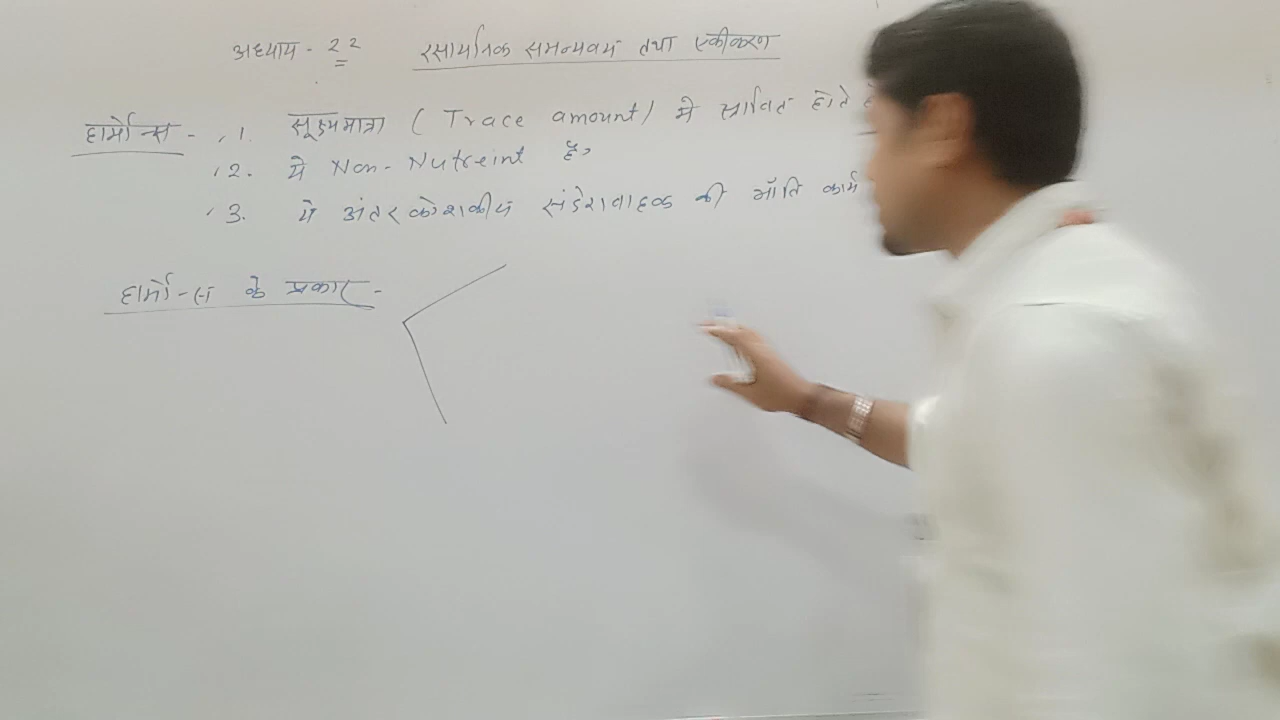 अध्याय - 22 रसायनिक समन्वय तथा एकीकरण
हार्मोन्स - 1. सूक्ष्ममात्रा (Trace amount) में स्रावित होते
2. ये Non-Nutreint है,
3. ये अंतरकोशकीय संदेशवाहक की भाँति कार्य
हार्मोन्स के प्रकार -